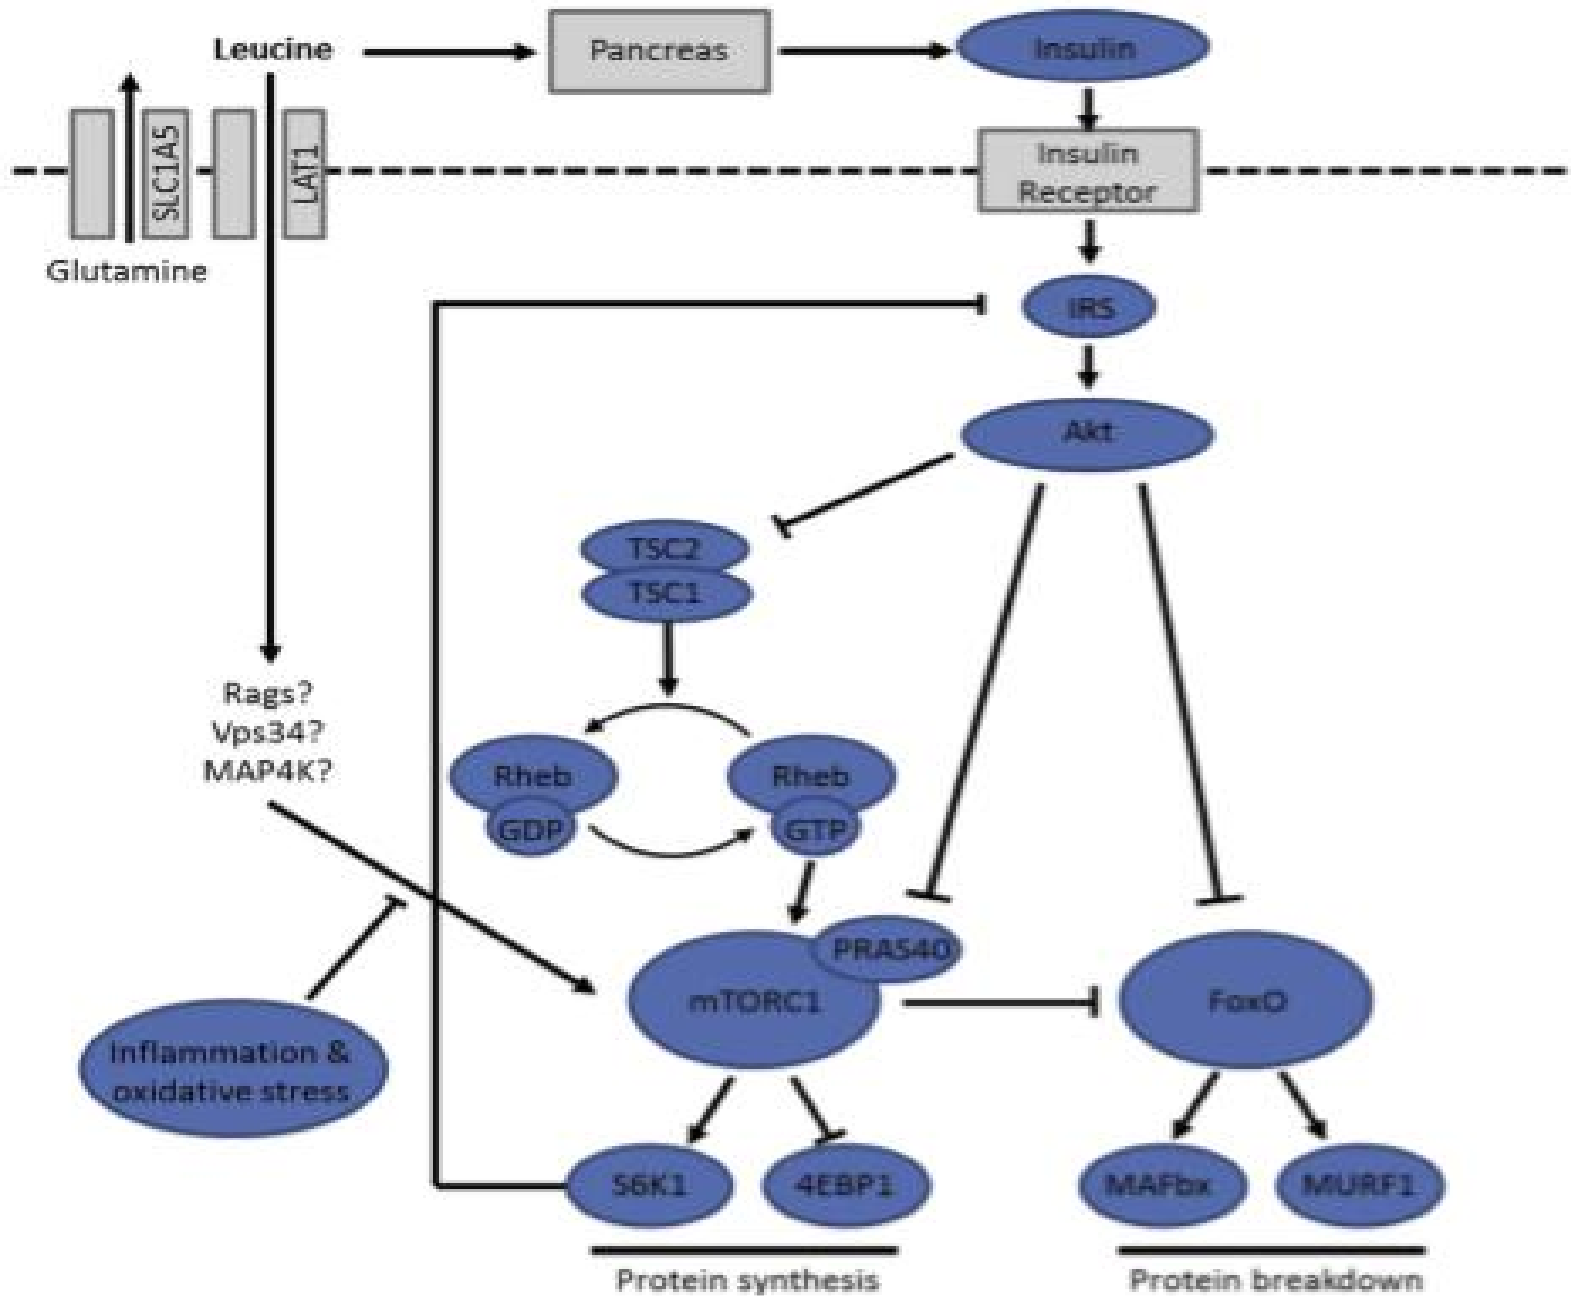 Leucine
Pancreas
Insulin
SLC1A5
LAT1
Insulin
Receptor
Glutamine
IRS
Akt
TSC2
TSC1
Rags?
Vps34?
MAP4K?
Rheb
GDP
Rheb
GTP
PRAS40
mTORC1
FoxO
Inflammation &
oxidative stress
S6K1
4EBP1
MAFbx
MURF1
Protein synthesis
Protein breakdown